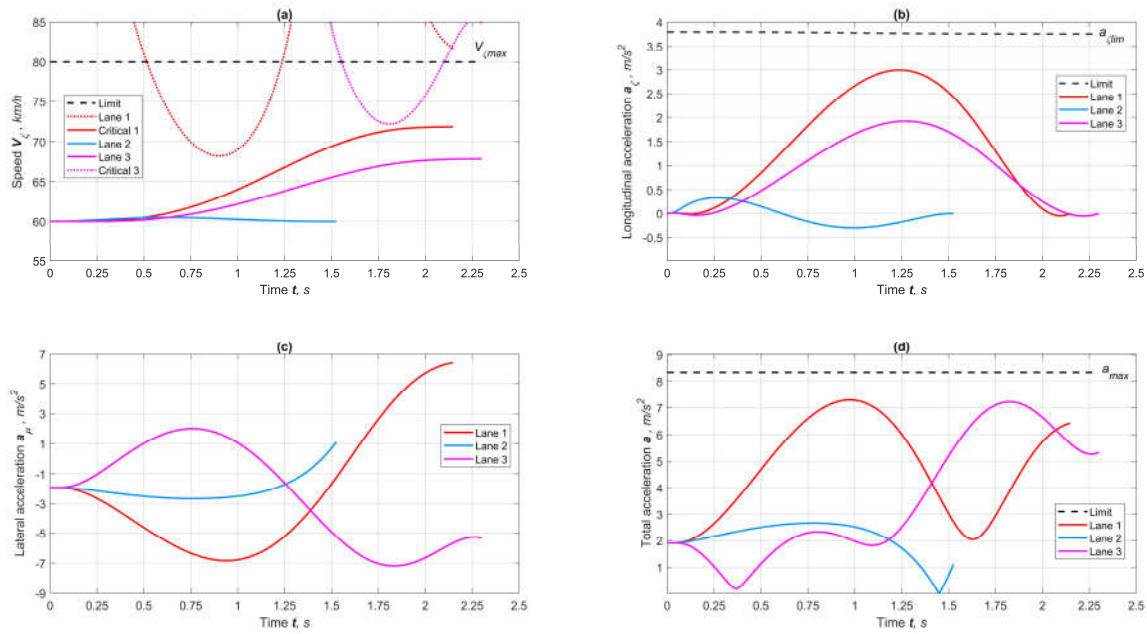 (a)
85
80
75
70
65
60
55
0
0.25
0.5
0.75
1
1.25
1.5
1.75
2
2.25
2.5
Speed Vζ, km/h
Time t, s
Vζmax
Limit
Lane 1
Critical 1
Lane 2
Lane 3
Critical 3
(b)
4
3.5
3
2.5
2
1.5
1
0.5
0
-0.5
0
0.25
0.5
0.75
1
1.25
1.5
1.75
2
2.25
2.5
Longitudinal acceleration aζ, m/s²
Time t, s
aζlim
Limit
Lane 1
Lane 2
Lane 3
(c)
7
5
3
1
-1
-3
-5
-7
-9
0
0.25
0.5
0.75
1
1.25
1.5
1.75
2
2.25
2.5
Lateral acceleration aρ, m/s²
Time t, s
Lane 1
Lane 2
Lane 3
(d)
9
8
7
6
5
4
3
2
1
0
0.25
0.5
0.75
1
1.25
1.5
1.75
2
2.25
2.5
Total acceleration a, m/s²
Time t, s
amax
Limit
Lane 1
Lane 2
Lane 3